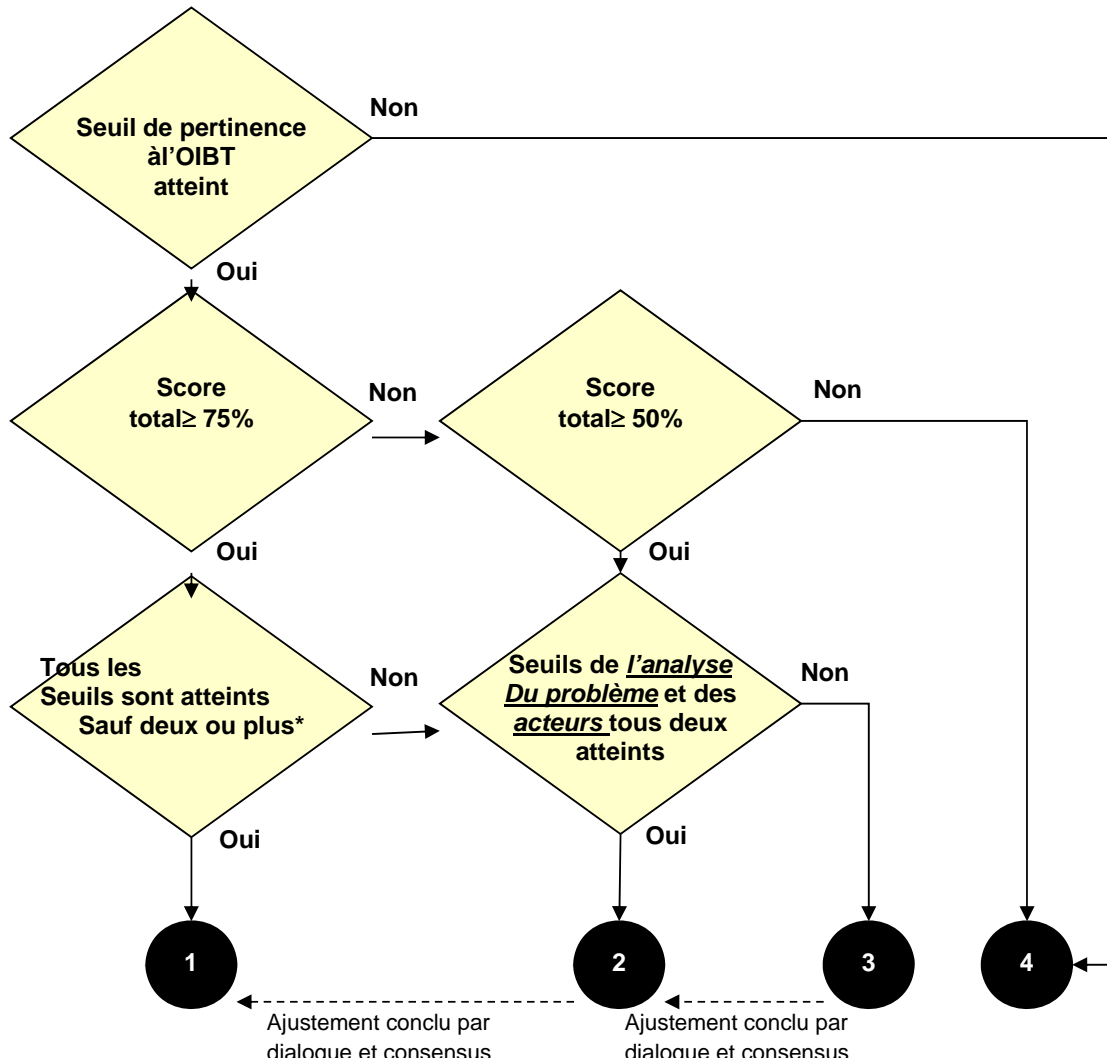 Non
Seuil de pertinence
àl’OIBT
atteint
Oui
Score
total≥ 75%
Non
Score
total≥ 50%
Non
Oui
Oui
Tous les
Seuils sont atteints
Sauf deux ou plus*
Non
Seuils de l’analyse
Du problème et des
acteurs tous deux
atteints
Non
Oui
Oui
1
2
3
4
Ajustement conclu par
dialogue et consensus
Ajustement conclu par
dialogue et consensus